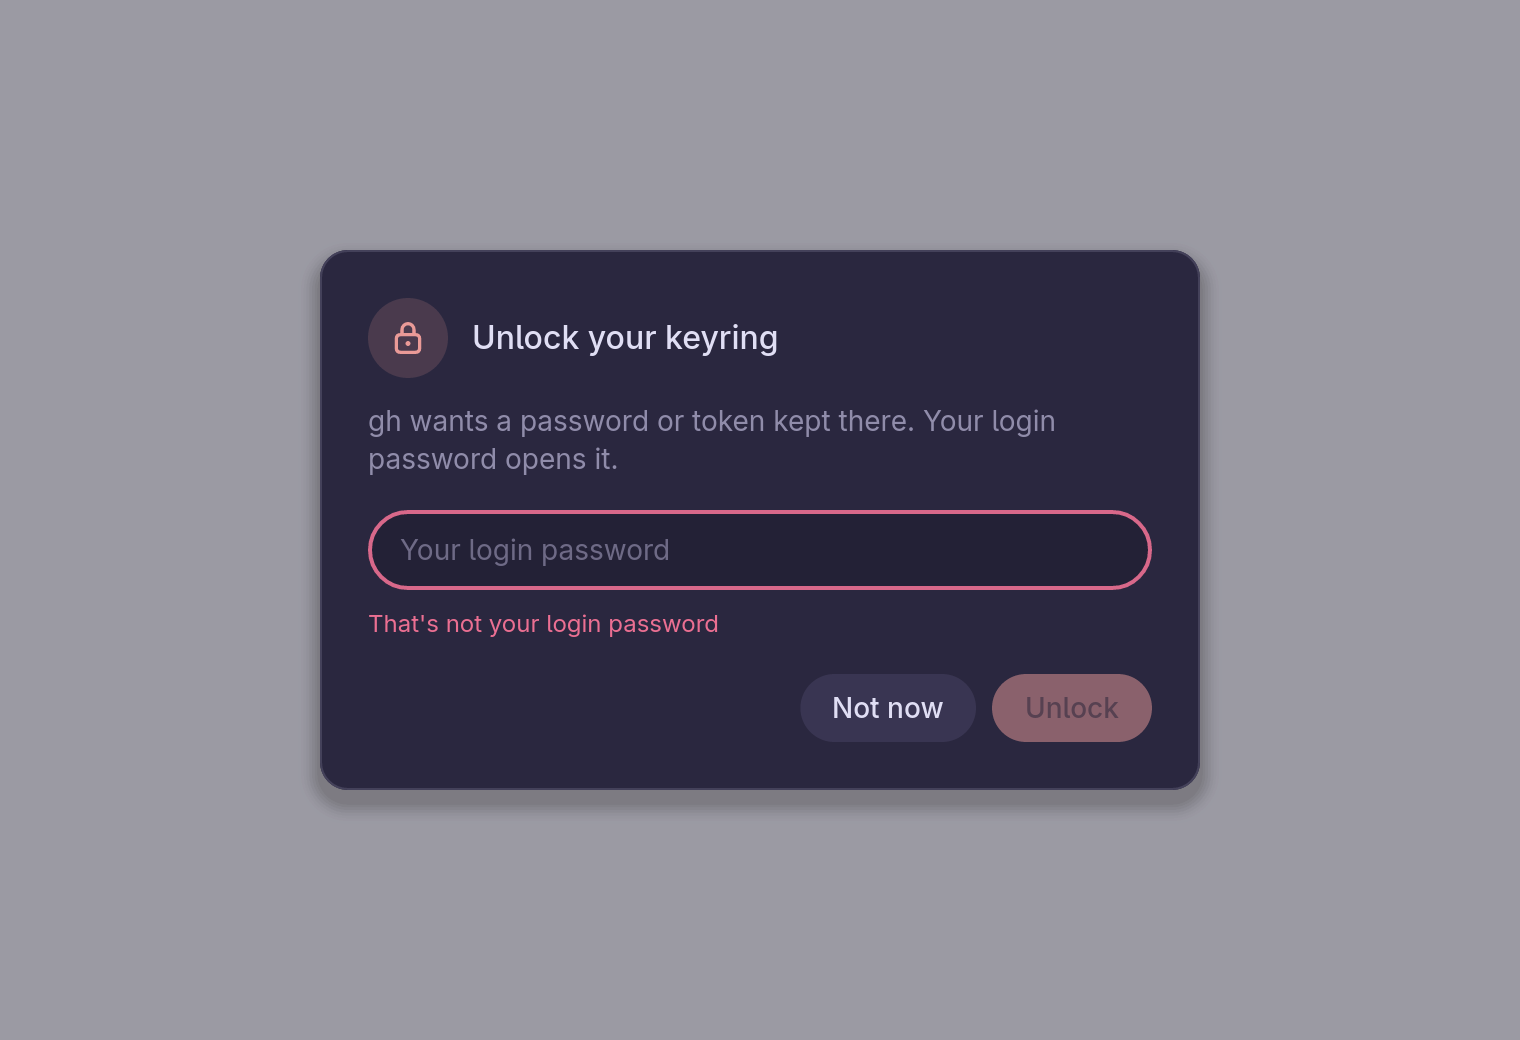 Unlock your keyring
gh wants a password or token kept there. Your login
password opens it.
Your login password
That's not your login password
Not now
Unlock